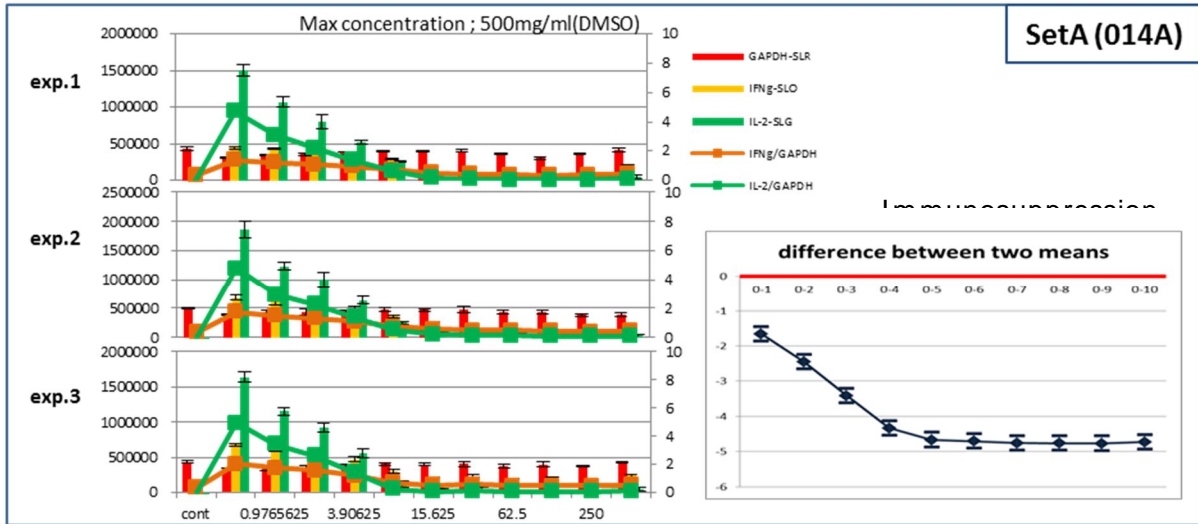 Max concentration ; 500mg/ml(DMSO)
SetA (014A)
exp.1
2000000
1500000
1000000
500000
0
10
8
6
4
2
0
GAPDH-SLR
IFNg-SLO
IL-2-SLG
IFNg/GAPDH
IL-2/GAPDH
exp.2
2500000
2000000
1500000
1000000
500000
0
10
8
6
4
2
0
exp.3
2000000
1500000
1000000
500000
0
10
8
6
4
2
0
cont 0.9765625 3.90625 15.625 62.5 250
Immunosuppression
difference between two means
0
-1
-2
-3
-4
-5
-6
0-1 0-2 0-3 0-4 0-5 0-6 0-7 0-8 0-9 0-10